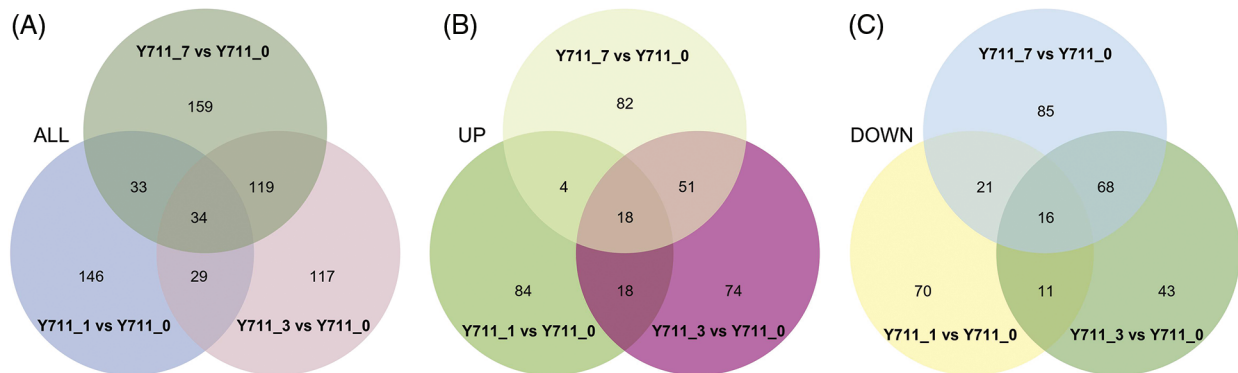 (A)
Y711_7 vs Y711_0
159
ALL
33
119
34
146
29
117
Y711_1 vs Y711_0
Y711_3 vs Y711_0
(B)
Y711_7 vs Y711_0
82
UP
4
51
18
84
18
74
Y711_1 vs Y711_0
Y711_3 vs Y711_0
(C)
Y711_7 vs Y711_0
85
DOWN
21
68
16
70
11
43
Y711_1 vs Y711_0
Y711_3 vs Y711_0